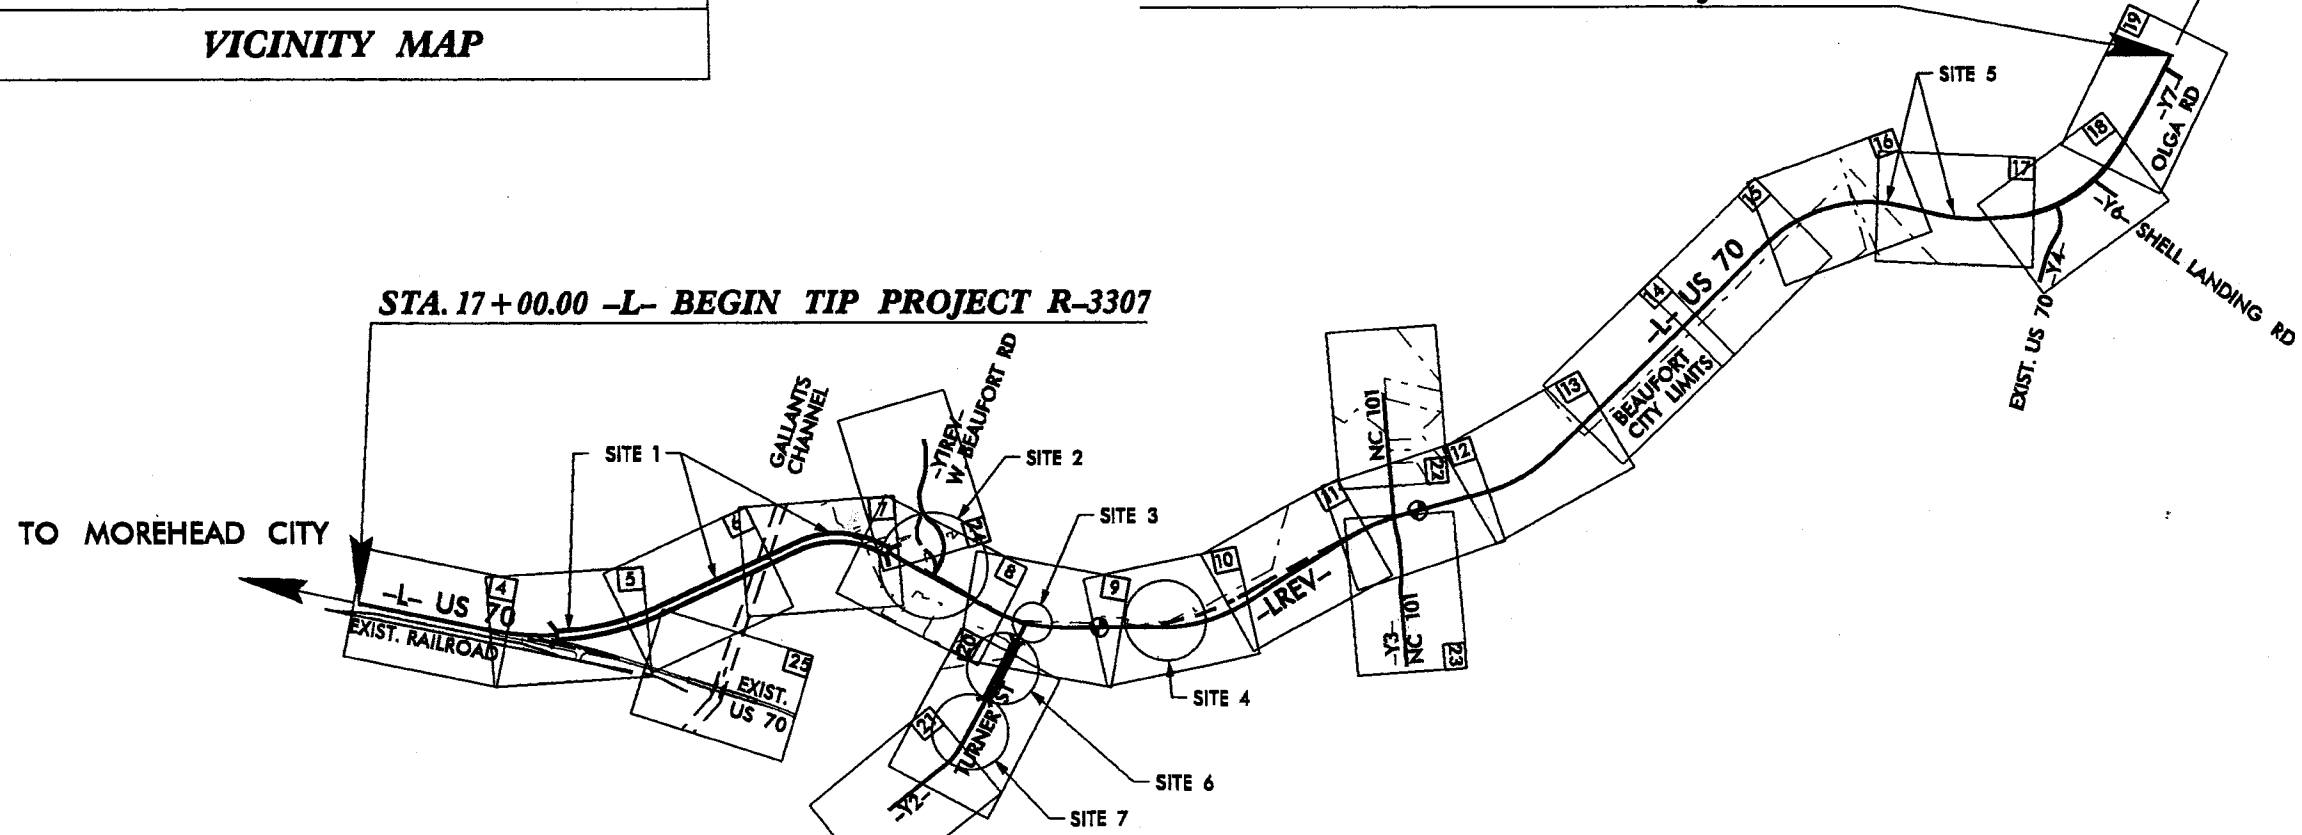 VICINITY MAP
19
SITE 5
-Y7-
OLGA RD
18
16
17
15
-Y6- SHELL LANDING RD
-Y4-
EXIST. US 70
-L- US 70
14
STA. 17+00.00 -L- BEGIN TIP PROJECT R-3307
BEAUFORT
CITY LIMITS
13
GALLANTS
CHANNEL
-Y1REV-
W. BEAUFORT RD
NC 101
SITE 1
SITE 2
12
22
11
7
6
24
SITE 3
TO MOREHEAD CITY
10
8
5
4
9
-L- US 70
-LREV-
EXIST. RAILROAD
NC 101
-Y3-
20
25
23
EXIST.
US 70
SITE 4
21
TURNER ST
SITE 6
-Y2-
SITE 7